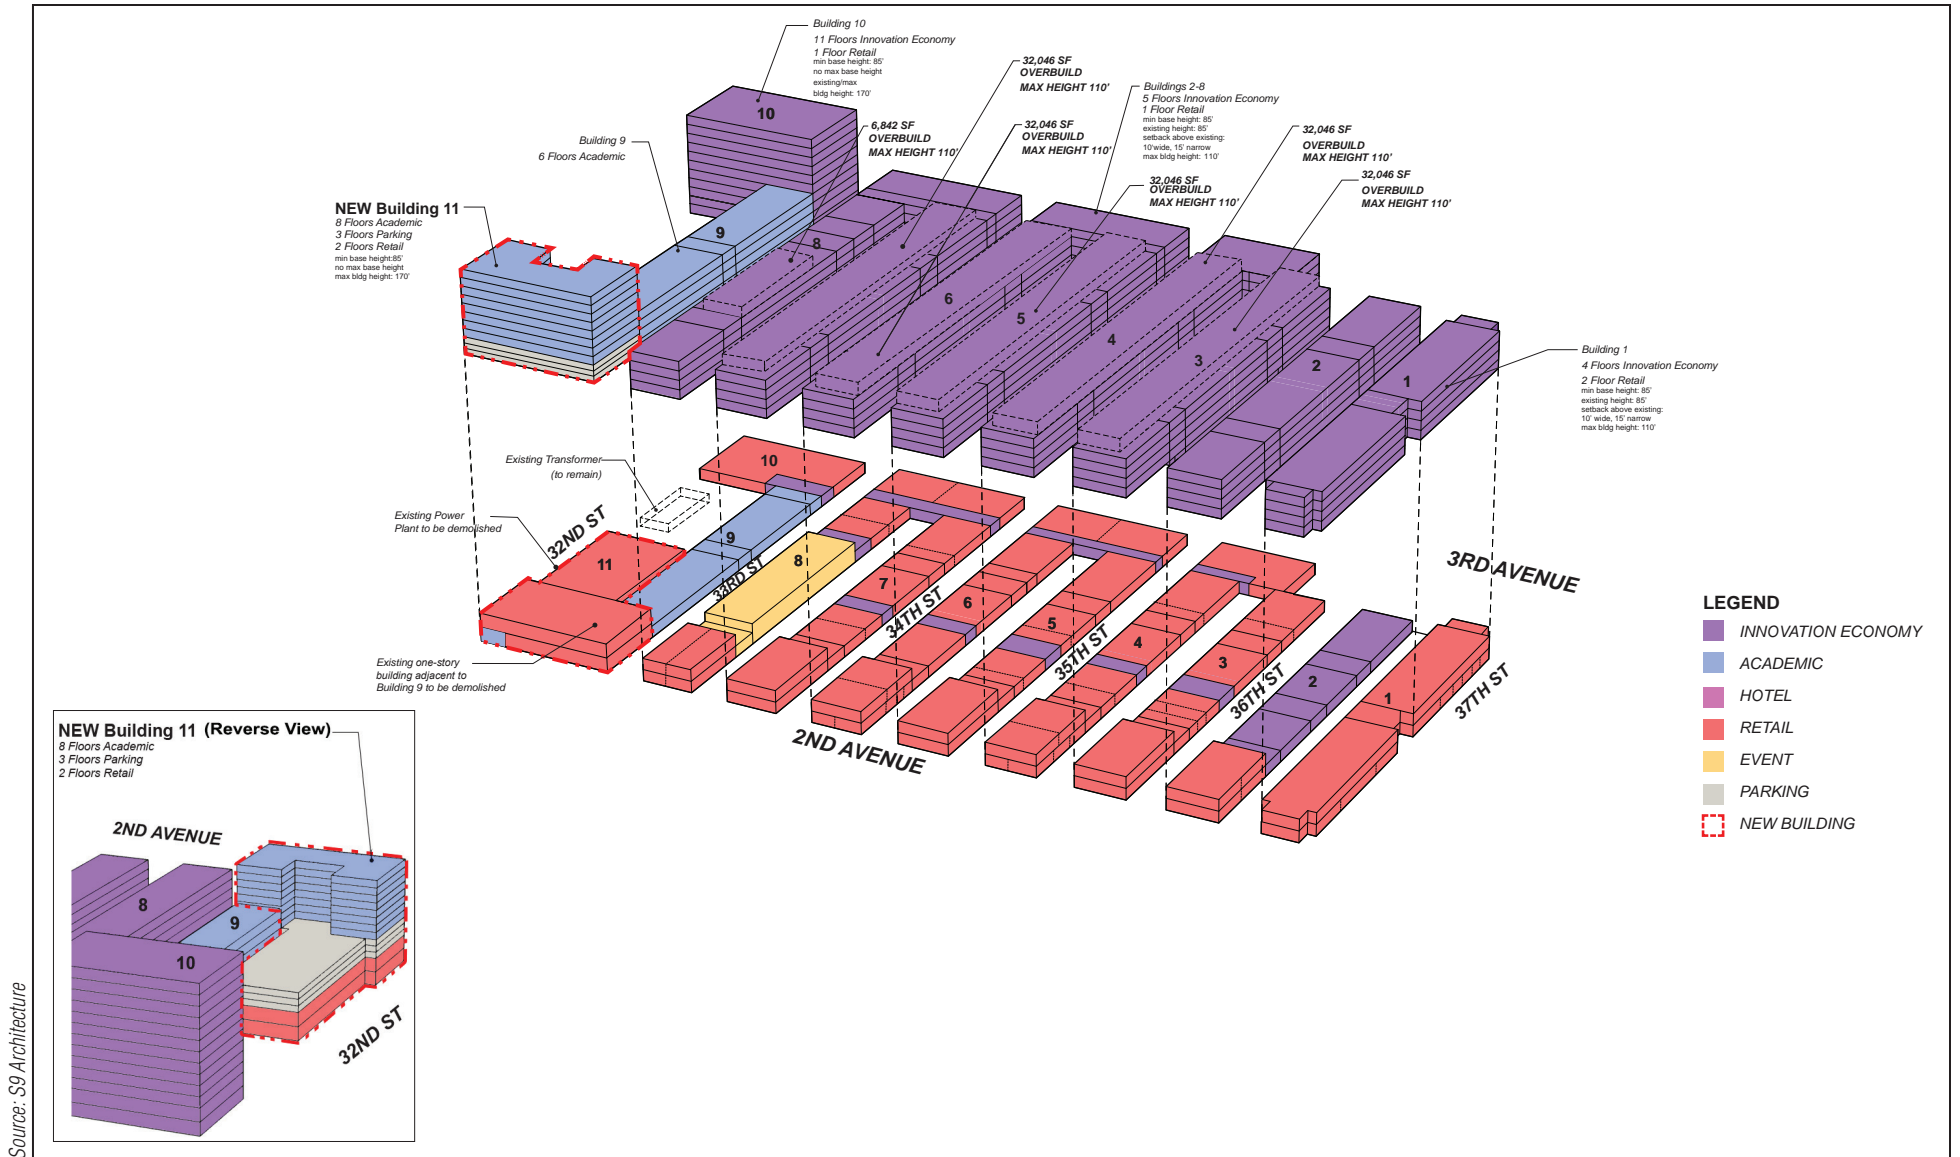 Building 10
11 Floors Innovation Economy
1 Floor Retail
min base height: 85'
no max base height
existing/max
bldg height: 170'
32,046 SF
OVERBUILD
MAX HEIGHT 110'
Buildings 2-8
5 Floors Innovation Economy
1 Floor Retail
min base height: 85'
existing height: 85'
setback above existing:
10'wide, 15' narrow
max bldg height: 110'
6,842 SF
OVERBUILD
MAX HEIGHT 110'
32,046 SF
OVERBUILD
MAX HEIGHT 110'
32,046 SF
OVERBUILD
MAX HEIGHT 110'
32,046 SF
OVERBUILD
MAX HEIGHT 110'
32,046 SF
OVERBUILD
MAX HEIGHT 110'
Building 9
6 Floors Academic
NEW Building 11
8 Floors Academic
3 Floors Parking
2 Floors Retail
min base height:85'
no max base height
max bldg height: 170'
10
9
8
6
5
4
3
2
1
Building 1
4 Floors Innovation Economy
2 Floor Retail
min base height: 85'
existing height: 85'
setback above existing:
10' wide, 15' narrow
max bldg height: 110'
Existing Transformer
(to remain)
Existing Power
Plant to be demolished
Existing one-story
building adjacent to
Building 9 to be demolished
10
9
11
8
7
6
5
4
3
2
1
32ND ST
33RD ST
34TH ST
35TH ST
36TH ST
37TH ST
2ND AVENUE
3RD AVENUE
LEGEND
INNOVATION ECONOMY
ACADEMIC
HOTEL
RETAIL
EVENT
PARKING
NEW BUILDING
NEW Building 11 (Reverse View)
8 Floors Academic
3 Floors Parking
2 Floors Retail
2ND AVENUE
8
9
10
32ND ST
Source: S9 Architecture